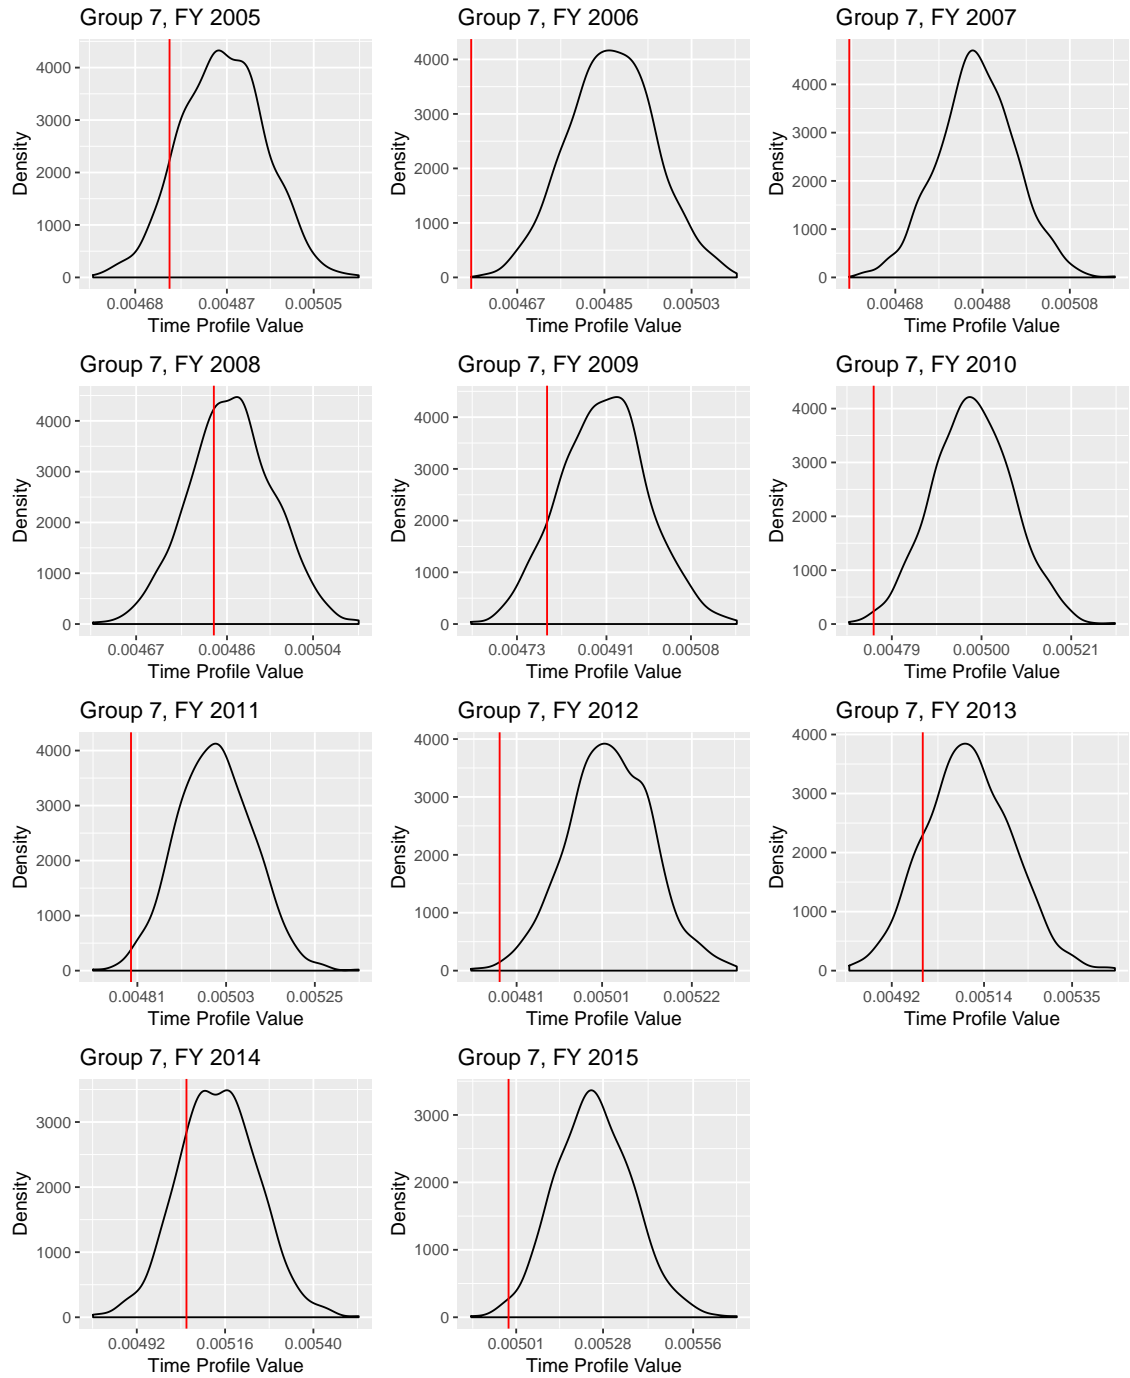 Group 7, FY 2005
Density
4000
3000
2000
1000
0
0.00468 0.00487 0.00505
Time Profile Value
Group 7, FY 2006
Density
4000
3000
2000
1000
0
0.00467 0.00485 0.00503
Time Profile Value
Group 7, FY 2007
Density
4000
3000
2000
1000
0
0.00468 0.00488 0.00508
Time Profile Value
Group 7, FY 2008
Density
4000
3000
2000
1000
0
0.00467 0.00486 0.00504
Time Profile Value
Group 7, FY 2009
Density
4000
3000
2000
1000
0
0.00473 0.00491 0.00508
Time Profile Value
Group 7, FY 2010
Density
4000
3000
2000
1000
0
0.00479 0.00500 0.00521
Time Profile Value
Group 7, FY 2011
Density
4000
3000
2000
1000
0
0.00481 0.00503 0.00525
Time Profile Value
Group 7, FY 2012
Density
4000
3000
2000
1000
0
0.00481 0.00501 0.00522
Time Profile Value
Group 7, FY 2013
Density
4000
3000
2000
1000
0
0.00492 0.00514 0.00535
Time Profile Value
Group 7, FY 2014
Density
3000
2000
1000
0
0.00492 0.00516 0.00540
Time Profile Value
Group 7, FY 2015
Density
3000
2000
1000
0
0.00501 0.00528 0.00556
Time Profile Value